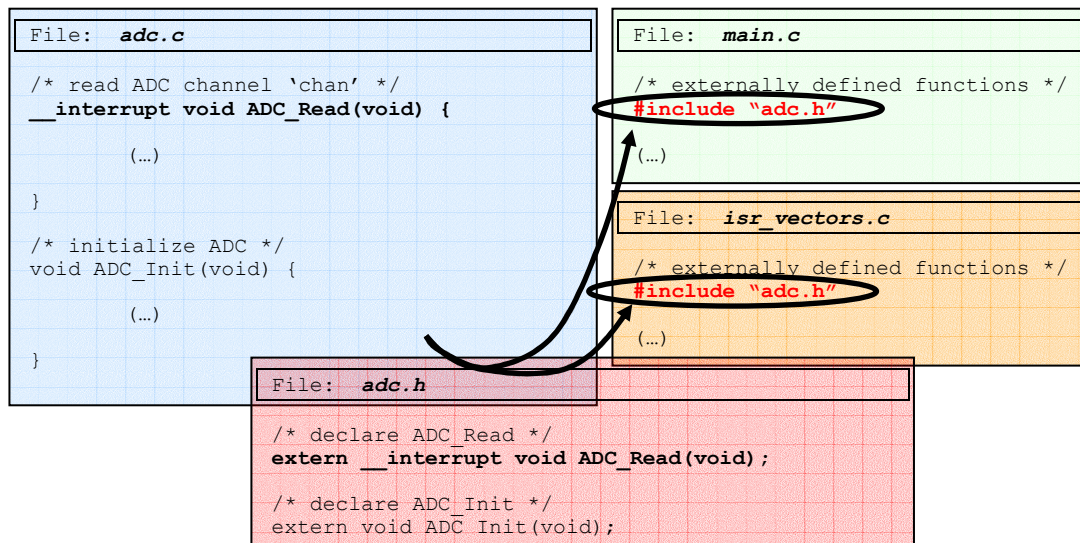 File: adc.c
/* read ADC channel ‘chan’ */
__interrupt void ADC_Read(void) {
(…)
}
/* initialize ADC */
void ADC_Init(void) {
(…)
}
File: main.c
/* externally defined functions */
#include “adc.h”
(…)
File: isr_vectors.c
/* externally defined functions */
#include “adc.h”
(…)
File: adc.h
/* declare ADC_Read */
extern __interrupt void ADC_Read(void);
/* declare ADC_Init */
extern void ADC_Init(void);